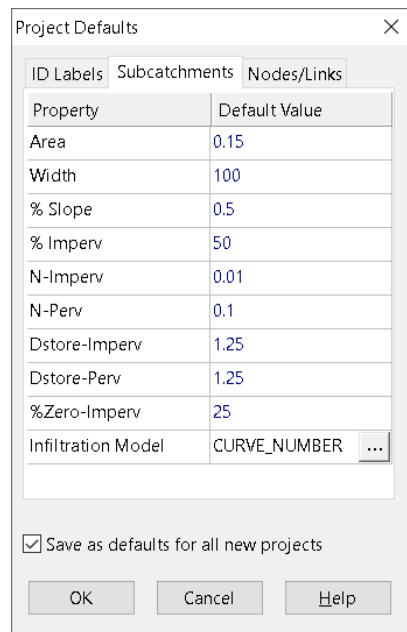 Project Defaults
ID Labels Subcatchments Nodes/Links
Property Default Value
Area 0.15
Width 100
% Slope 0.5
% Imperv 50
N-Imperv 0.01
N-Perv 0.1
Dstore-Imperv 1.25
Dstore-Perv 1.25
%Zero-Imperv 25
Infiltration Model CURVE_NUMBER ...
Save as defaults for all new projects
OK Cancel Help